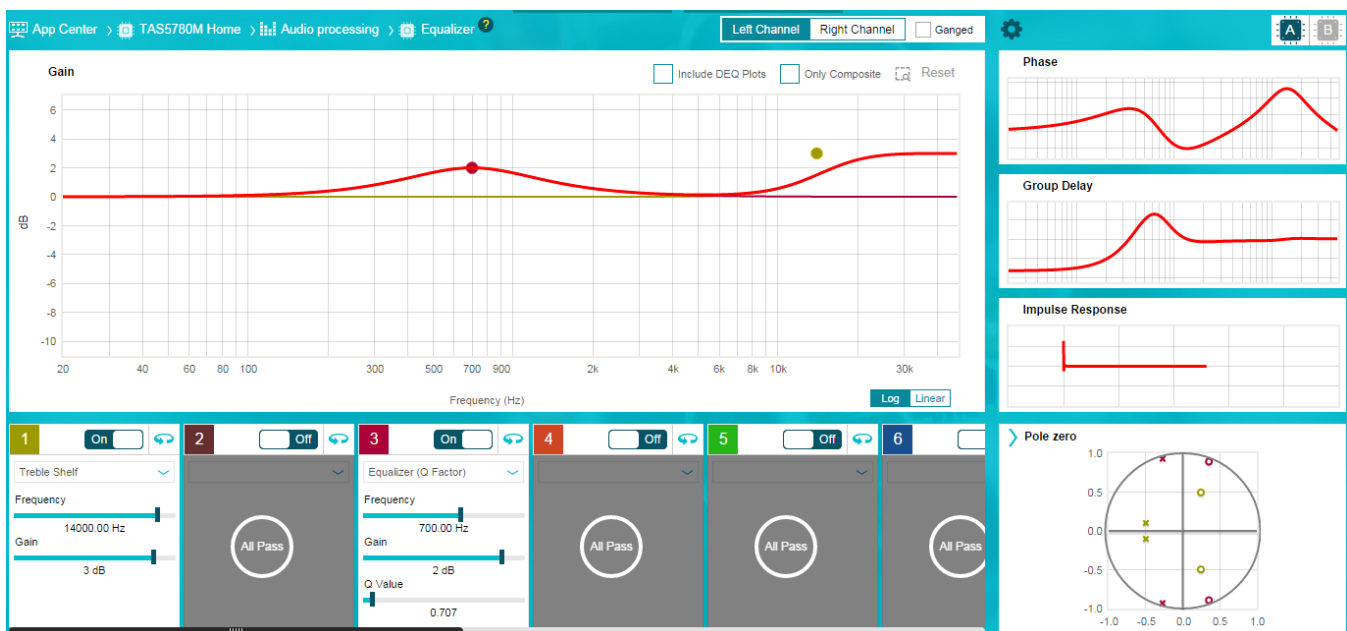 App Center > TAS5780M Home > Audio processing > Equalizer ?
Left Channel Right Channel Ganged
A B
Gain
Include DEQ Plots Only Composite Reset
6
4
2
0
-2
-4
-6
-8
-10
dB
20 40 60 80 100 300 500 700 900 2k 4k 6k 8k 10k 30k
Frequency (Hz)
Log Linear
Phase
Group Delay
Impulse Response
1 On 2 Off 3 On 4 Off 5 Off 6
Treble Shelf
Frequency
14000.00 Hz
Gain
3 dB
All Pass
Equalizer (Q Factor)
Frequency
700.00 Hz
Gain
2 dB
Q Value
0.707
All Pass
All Pass
All Pass
Pole zero
1.0
0.5
0.0
-0.5
-1.0
-1.0 -0.5 0.0 0.5 1.0